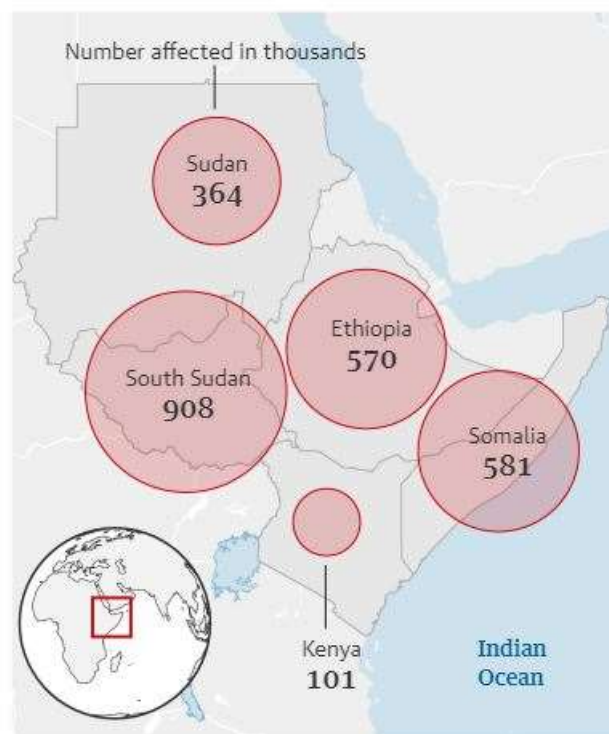 Number affected in thousands
Sudan
364
Ethiopia
570
South Sudan
908
Somalia
581
Kenya
101
Indian
Ocean